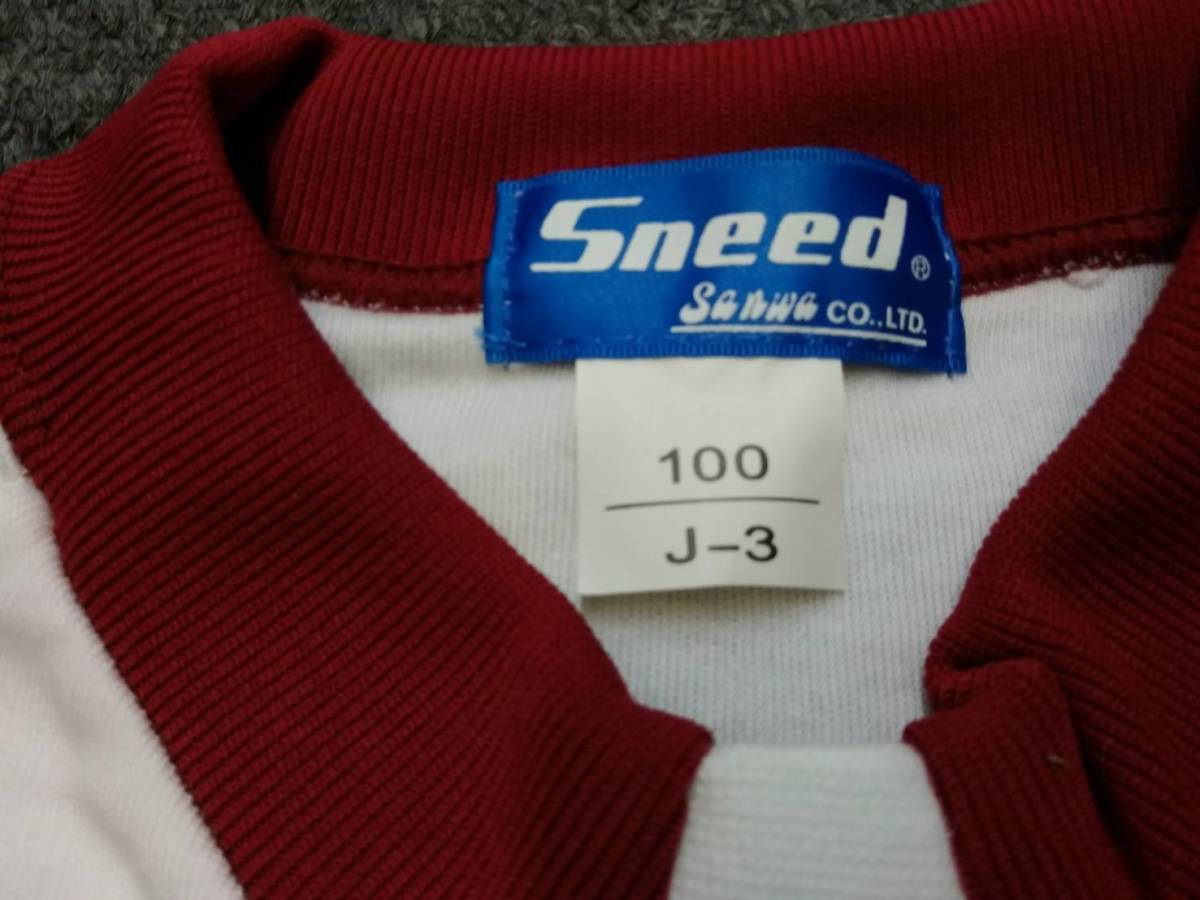 Sneed®
Sanwa CO.,LTD.
100
J-3